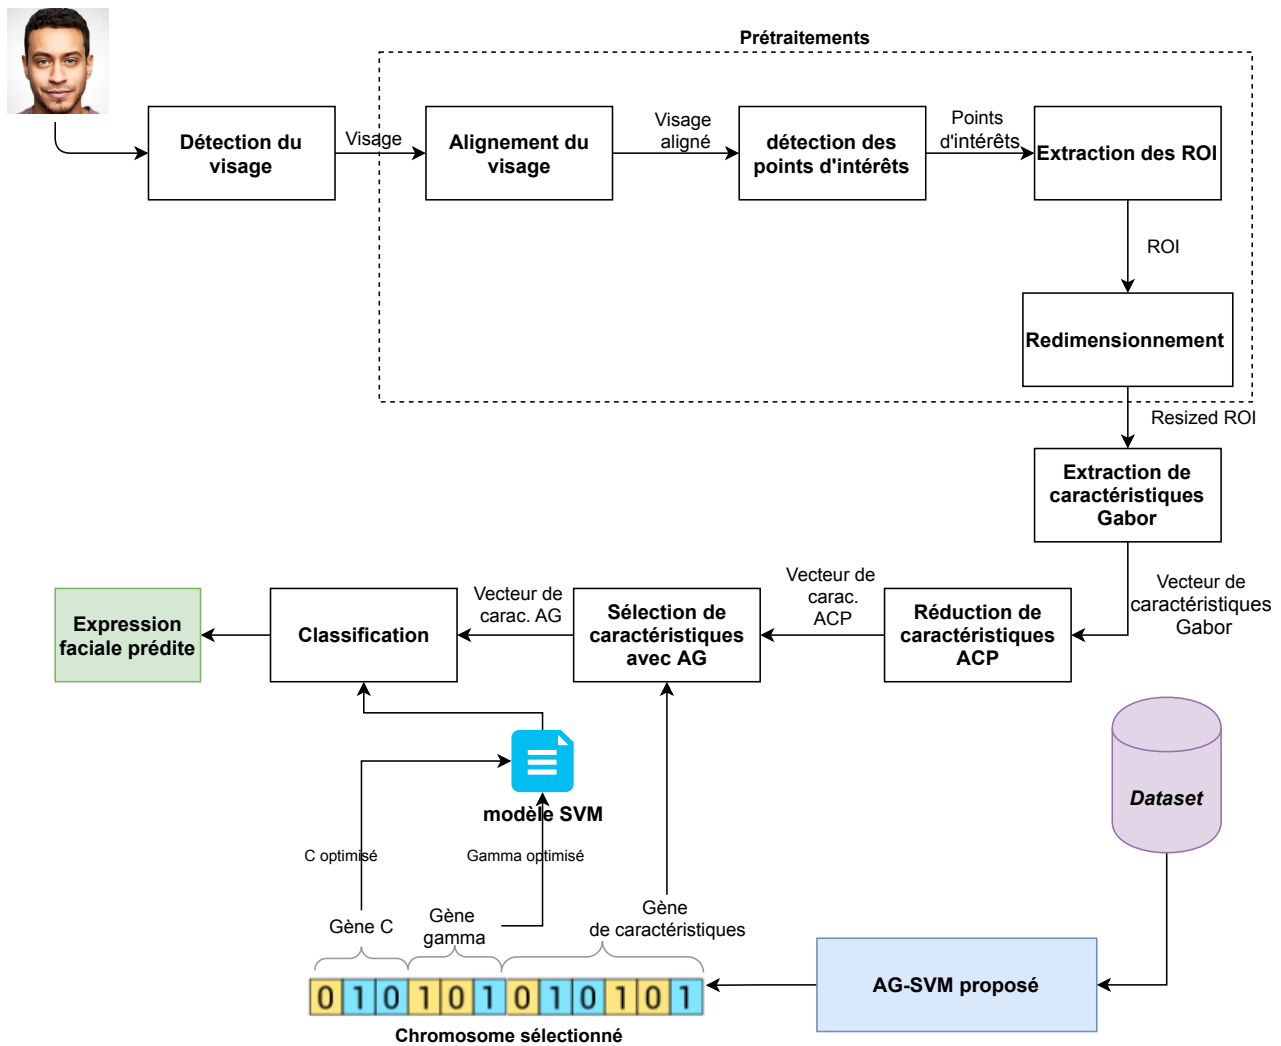 Prétraitements
Détection du
visage
Visage
Alignement du
visage
Visage
aligné
détection des
points d'intérêts
Points
d'intérêts
Extraction des ROI
ROI
Redimensionnement
Resized ROI
Extraction de
caractéristiques
Gabor
Vecteur de
caractéristiques
Gabor
Réduction de
caractéristiques
ACP
Vecteur de
carac.
ACP
Sélection de
caractéristiques
avec AG
Vecteur de
carac. AG
Classification
Expression
faciale prédite
modèle SVM
C optimisé
Gamma optimisé
Gène C
Gène
gamma
Gène
de caractéristiques
0 1 0 1 0 1 0 1 0 1 0 1
Chromosome sélectionné
AG-SVM proposé
Dataset